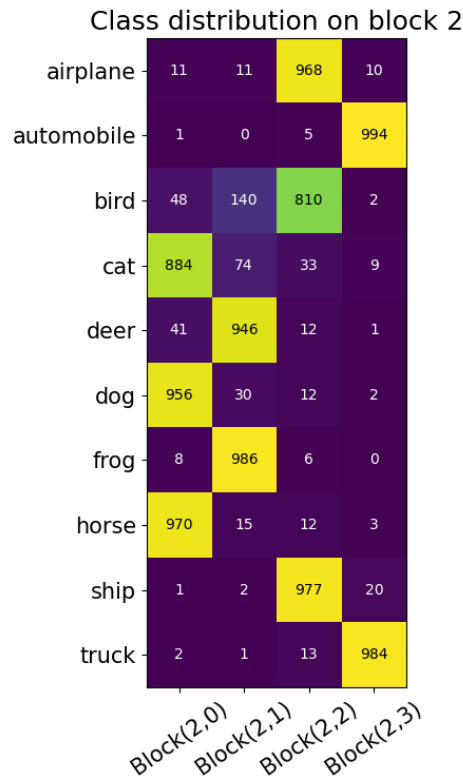 Class distribution on block 2
airplane 11 11 968 10
automobile 1 0 5 994
bird 48 140 810 2
cat 884 74 33 9
deer 41 946 12 1
dog 956 30 12 2
frog 8 986 6 0
horse 970 15 12 3
ship 1 2 977 20
truck 2 1 13 984
Block(2,0) Block(2,1) Block(2,2) Block(2,3)